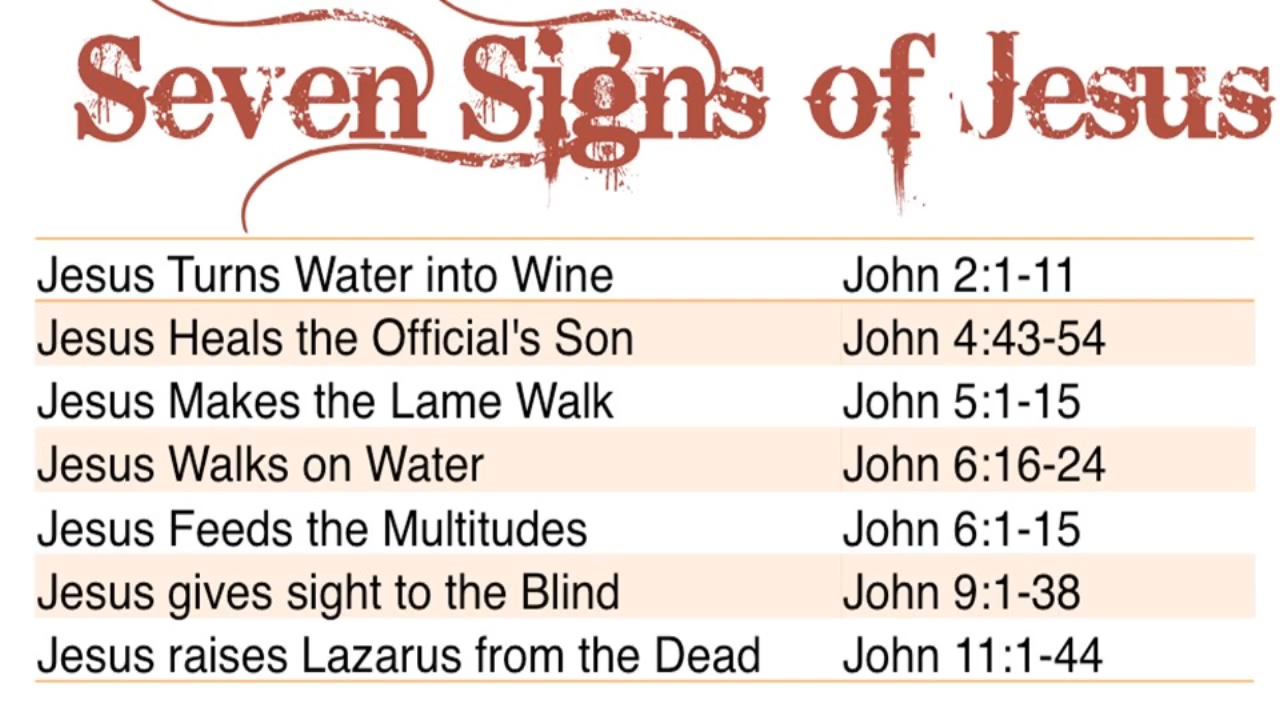 Seven Signs of Jesus
Jesus Turns Water into Wine John 2:1-11
Jesus Heals the Official's Son John 4:43-54
Jesus Makes the Lame Walk John 5:1-15
Jesus Walks on Water John 6:16-24
Jesus Feeds the Multitudes John 6:1-15
Jesus gives sight to the Blind John 9:1-38
Jesus raises Lazarus from the Dead John 11:1-44